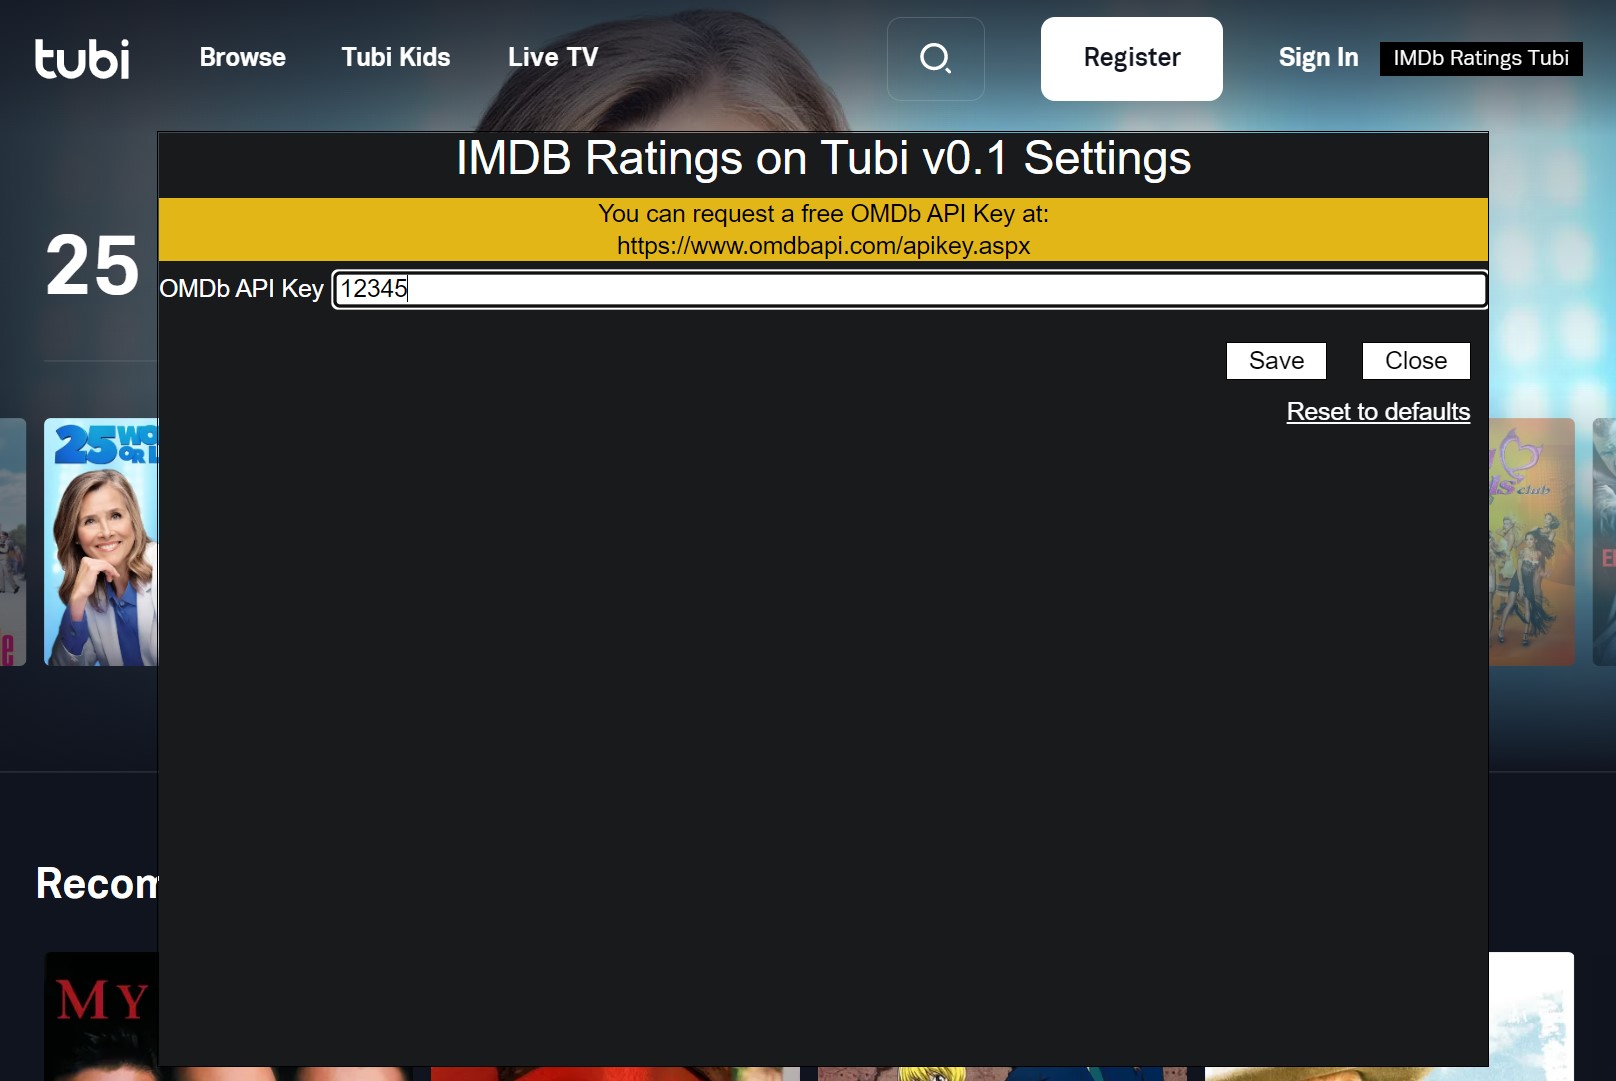 tubi
Browse
Tubi Kids
Live TV
Register
Sign In
IMDb Ratings Tubi
IMDB Ratings on Tubi v0.1 Settings
You can request a free OMDb API Key at:
https://www.omdbapi.com/apikey.aspx
OMDb API Key
12345
Save
Close
Reset to defaults
25
25 WO
OR L
club
Recom
MY